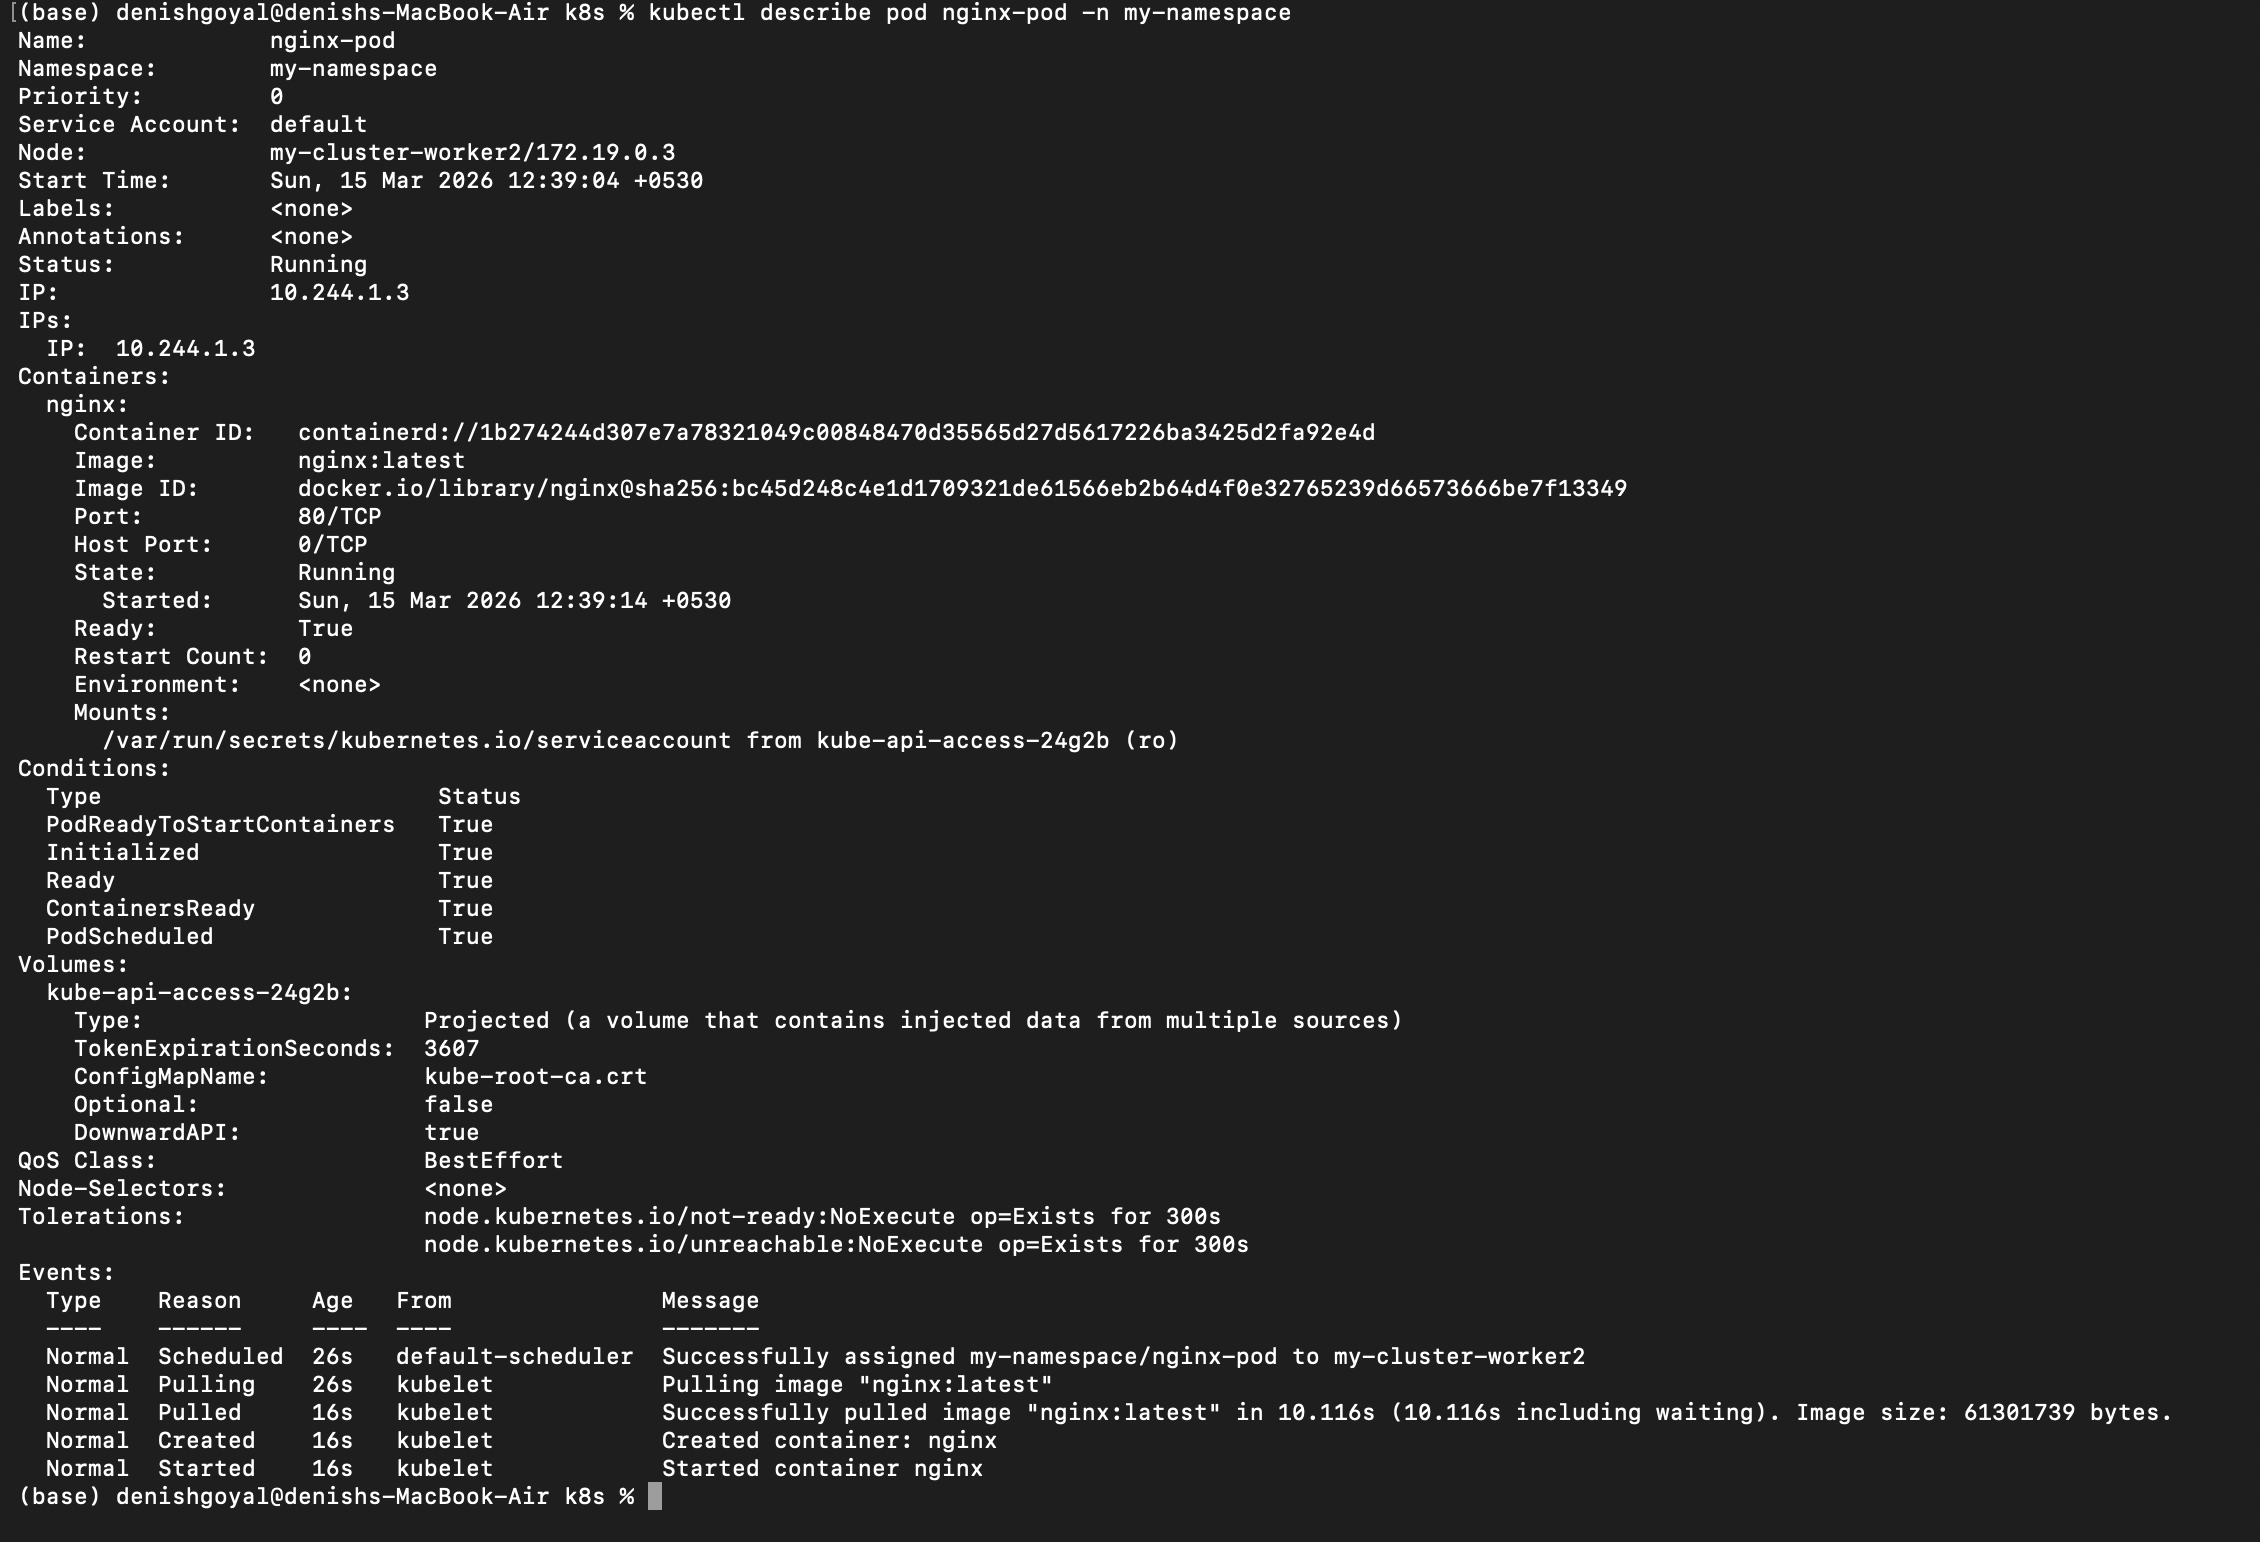 [(base) denishgoyal@denishs-MacBook-Air k8s % kubectl describe pod nginx-pod -n my-namespace
Name:             nginx-pod
Namespace:        my-namespace
Priority:         0
Service Account:  default
Node:             my-cluster-worker2/172.19.0.3
Start Time:       Sun, 15 Mar 2026 12:39:04 +0530
Labels:           <none>
Annotations:      <none>
Status:           Running
IP:               10.244.1.3
IPs:
  IP:  10.244.1.3
Containers:
  nginx:
    Container ID:   containerd://1b274244d307e7a78321049c00848470d35565d27d5617226ba3425d2fa92e4d
    Image:          nginx:latest
    Image ID:       docker.io/library/nginx@sha256:bc45d248c4e1d1709321de61566eb2b64d4f0e32765239d66573666be7f13349
    Port:           80/TCP
    Host Port:      0/TCP
    State:          Running
      Started:      Sun, 15 Mar 2026 12:39:14 +0530
    Ready:          True
    Restart Count:  0
    Environment:    <none>
    Mounts:
      /var/run/secrets/kubernetes.io/serviceaccount from kube-api-access-24g2b (ro)
Conditions:
  Type                        Status
  PodReadyToStartContainers   True
  Initialized                 True
  Ready                       True
  ContainersReady             True
  PodScheduled                True
Volumes:
  kube-api-access-24g2b:
    Type:                    Projected (a volume that contains injected data from multiple sources)
    TokenExpirationSeconds:  3607
    ConfigMapName:           kube-root-ca.crt
    Optional:                false
    DownwardAPI:             true
QoS Class:                   BestEffort
Node-Selectors:              <none>
Tolerations:                 node.kubernetes.io/not-ready:NoExecute op=Exists for 300s
                             node.kubernetes.io/unreachable:NoExecute op=Exists for 300s
Events:
  Type    Reason     Age   From               Message
  ----    ------     ----  ----               -------
  Normal  Scheduled  26s   default-scheduler  Successfully assigned my-namespace/nginx-pod to my-cluster-worker2
  Normal  Pulling    26s   kubelet            Pulling image "nginx:latest"
  Normal  Pulled     16s   kubelet            Successfully pulled image "nginx:latest" in 10.116s (10.116s including waiting). Image size: 61301739 bytes.
  Normal  Created    16s   kubelet            Created container: nginx
  Normal  Started    16s   kubelet            Started container nginx
(base) denishgoyal@denishs-MacBook-Air k8s %